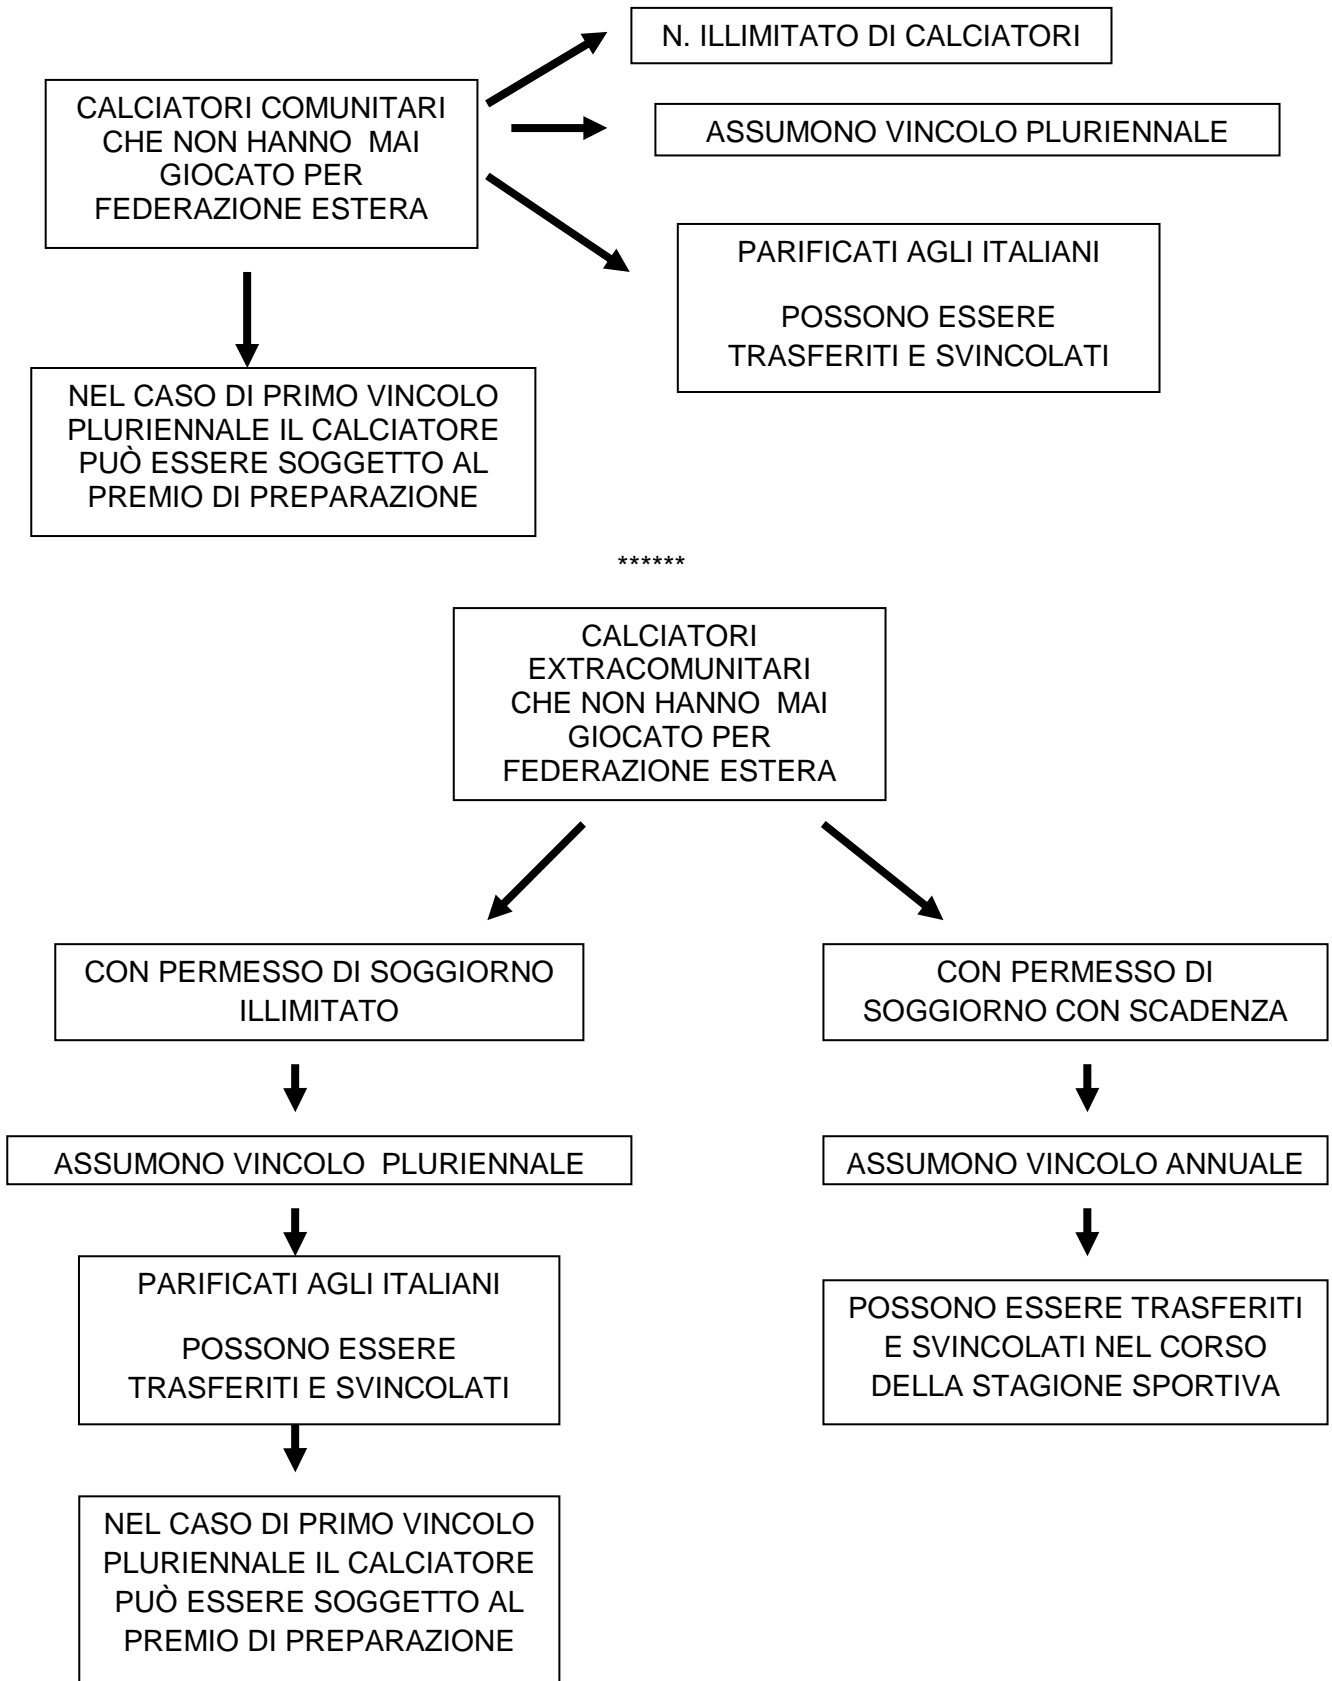 N. ILLIMITATO DI CALCIATORI
CALCIATORI COMUNITARI
CHE NON HANNO MAI
GIOCATO PER
FEDERAZIONE ESTERA
ASSUMONO VINCOLO PLURIENNALE
PARIFICATI AGLI ITALIANI
POSSONO ESSERE
TRASFERITI E SVINCOLATI
NEL CASO DI PRIMO VINCOLO
PLURIENNALE IL CALCIATORE
PUÒ ESSERE SOGGETTO AL
PREMIO DI PREPARAZIONE
******
CALCIATORI
EXTRACOMUNITARI
CHE NON HANNO MAI
GIOCATO PER
FEDERAZIONE ESTERA
CON PERMESSO DI SOGGIORNO
ILLIMITATO
ASSUMONO VINCOLO PLURIENNALE
PARIFICATI AGLI ITALIANI
POSSONO ESSERE
TRASFERITI E SVINCOLATI
NEL CASO DI PRIMO VINCOLO
PLURIENNALE IL CALCIATORE
PUÒ ESSERE SOGGETTO AL
PREMIO DI PREPARAZIONE
CON PERMESSO DI
SOGGIORNO CON SCADENZA
ASSUMONO VINCOLO ANNUALE
POSSONO ESSERE TRASFERITI
E SVINCOLATI NEL CORSO
DELLA STAGIONE SPORTIVA